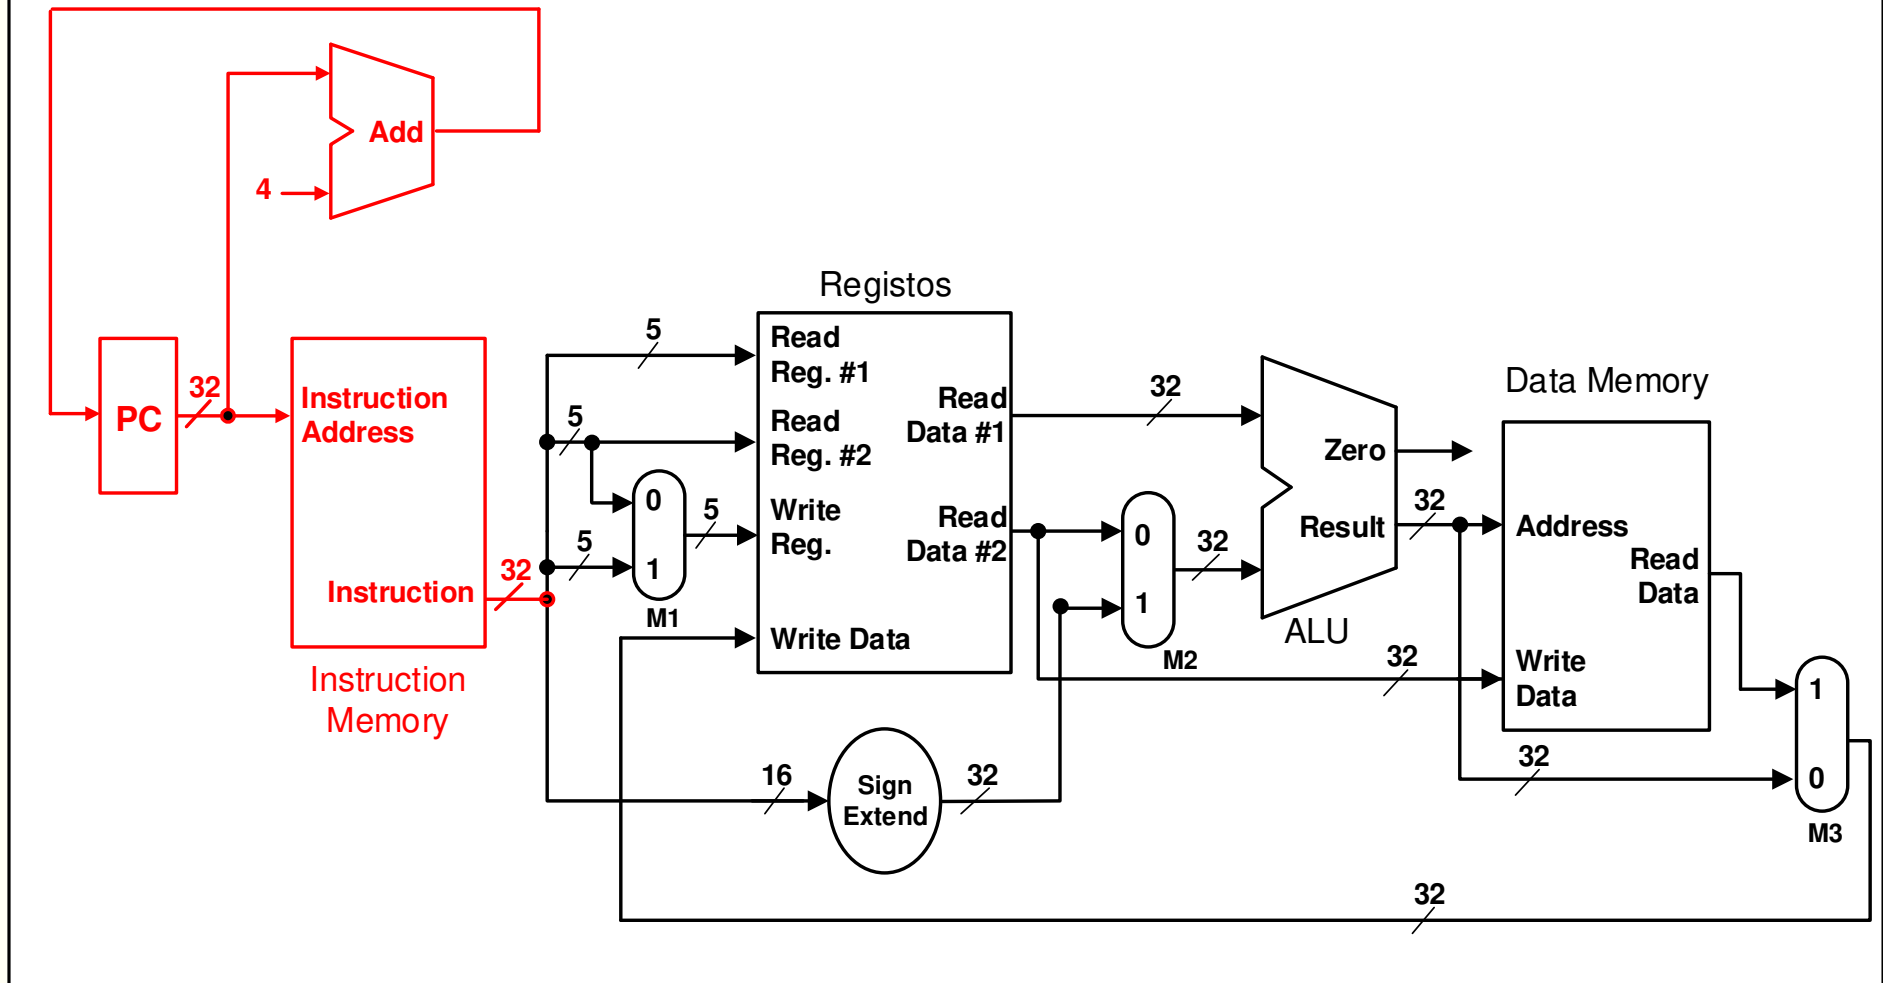 Add
4
PC
32
Instruction
Address
Instruction
32
Instruction
Memory
Registos
5
5
5
0
1
M1
5
Read
Reg. #1
Read
Reg. #2
Write
Reg.
Write Data
Read
Data #1
Read
Data #2
16
Sign
Extend
32
32
0
1
M2
32
Zero
Result
ALU
32
32
Data Memory
Address
Read
Data
Write
Data
32
1
0
M3
32